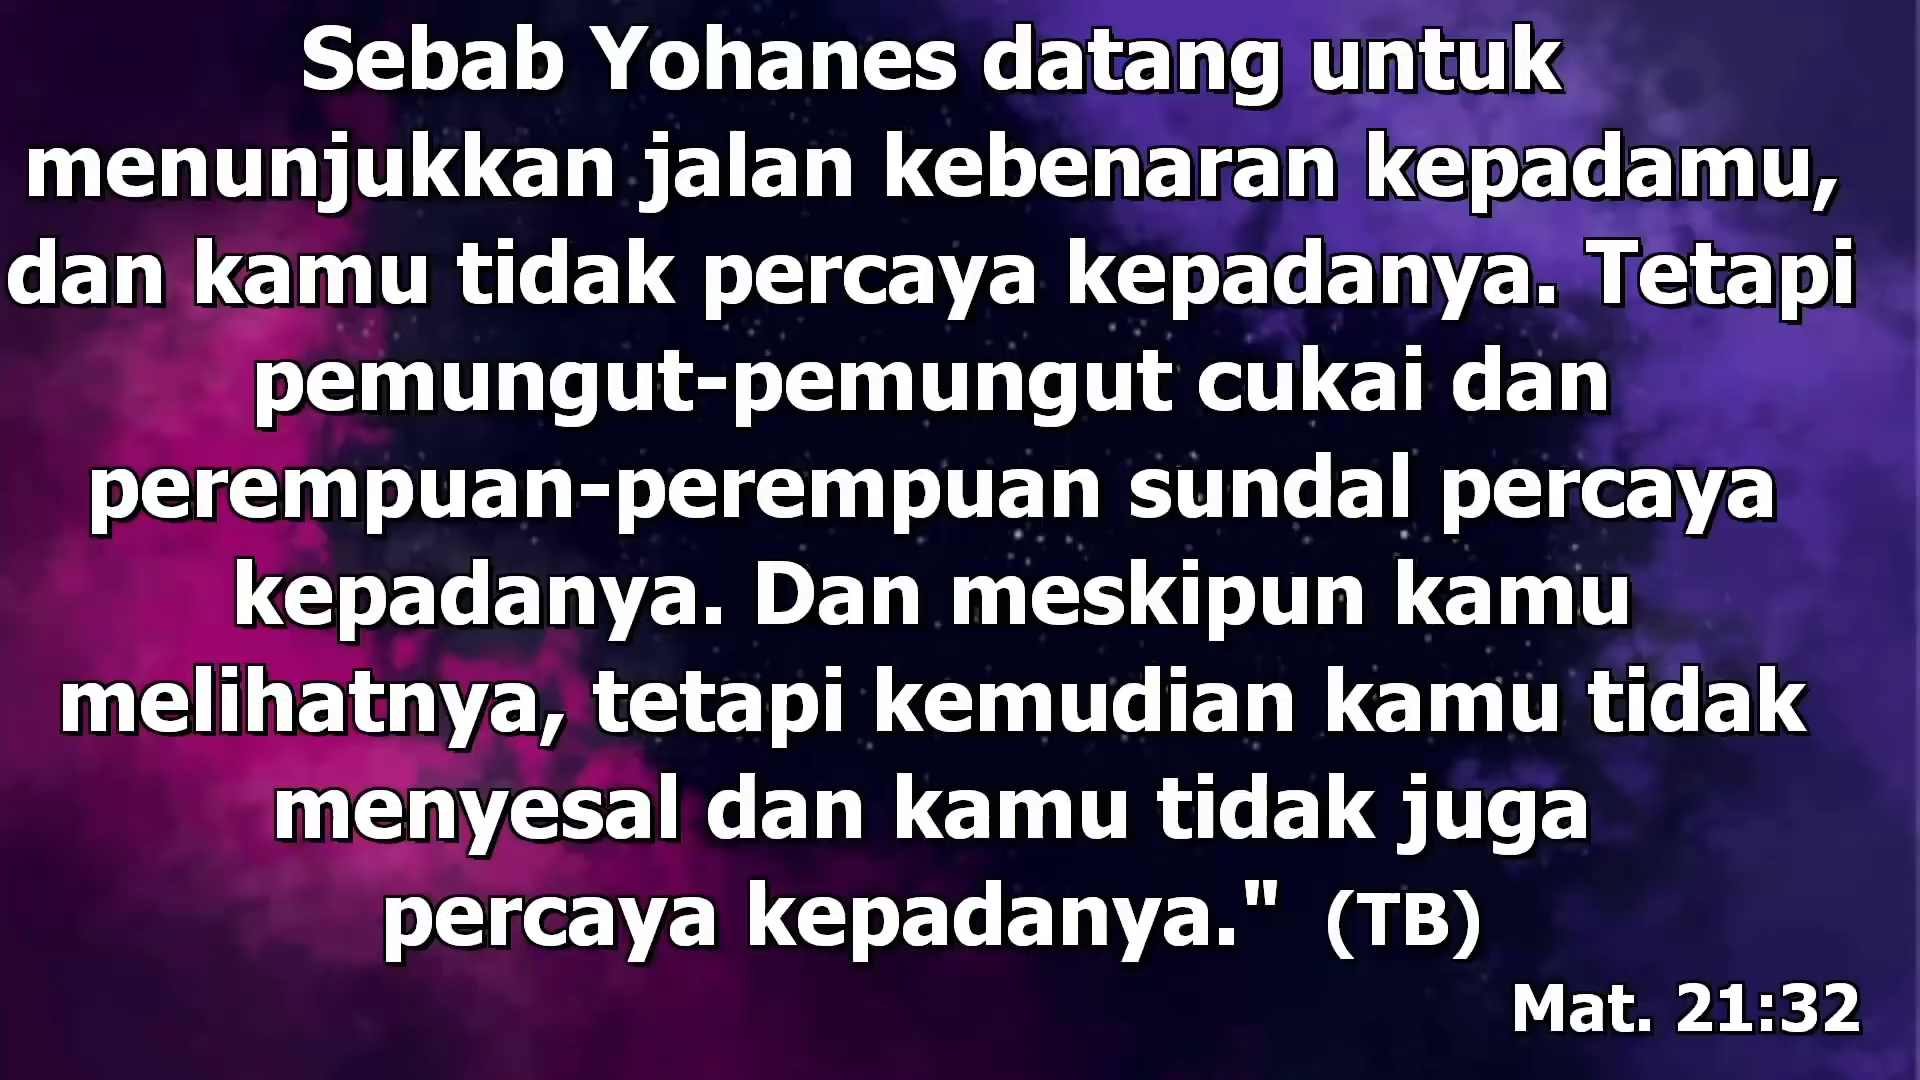 Sebab Yohanes datang untuk
menunjukkan jalan kebenaran kepadamu,
dan kamu tidak percaya kepadanya. Tetapi
pemungut-pemungut cukai dan
perempuan-perempuan sundal percaya
kepadanya. Dan meskipun kamu
melihatnya, tetapi kemudian kamu tidak
menyesal dan kamu tidak juga
percaya kepadanya." (TB)
Mat. 21:32